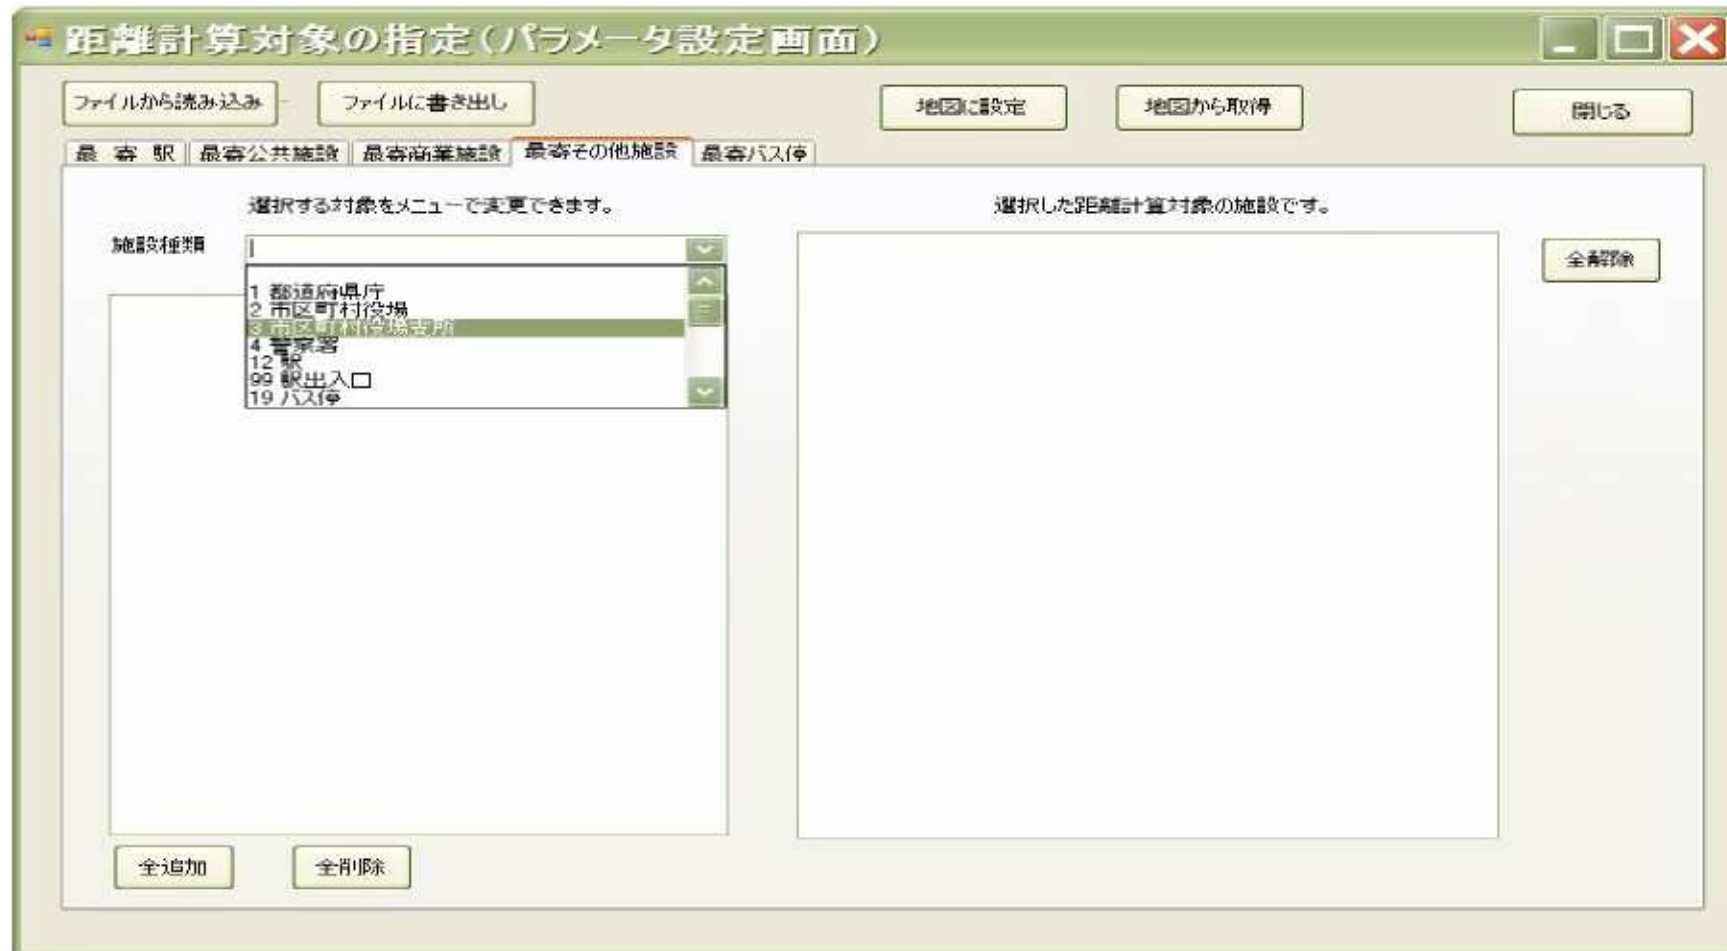 距離計算対象の指定(パラメータ設定画面)
ファイルから読み込み
ファイルに書き出し
地図に設定
地図から取得
閉じる
最 寄 駅
最寄公共施設
最寄商業施設
最寄その他施設
最寄バス停
選択する対象をメニューで変更できます。
選択した距離計算対象の施設です。
施設種類
全解除
1 都道府県庁
2 市区町村役場
3 市区町村役場支所
4 警察署
12 駅
99 駅出入口
19 バス停
全追加
全削除